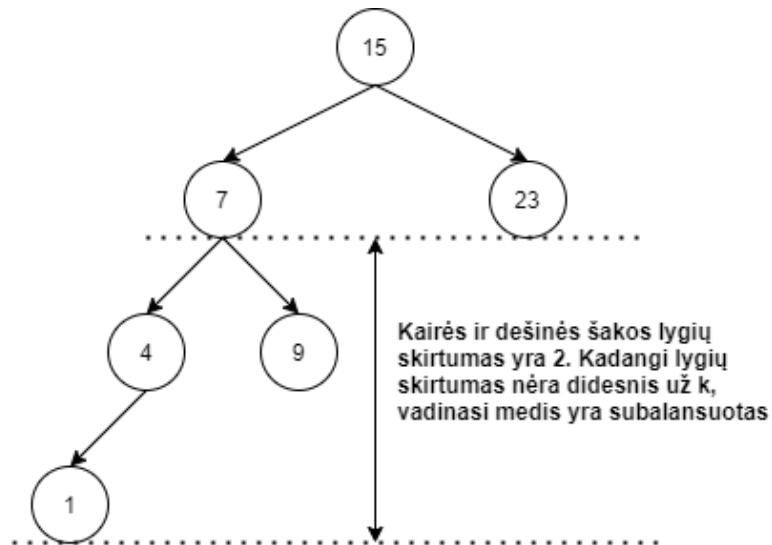 15
7
23
4
9
Kairės ir dešinės šakos lygių
skirtumas yra 2. Kadangi lygių
skirtumas nėra didesnis už k,
vadinasi medis yra subalansuotas
1